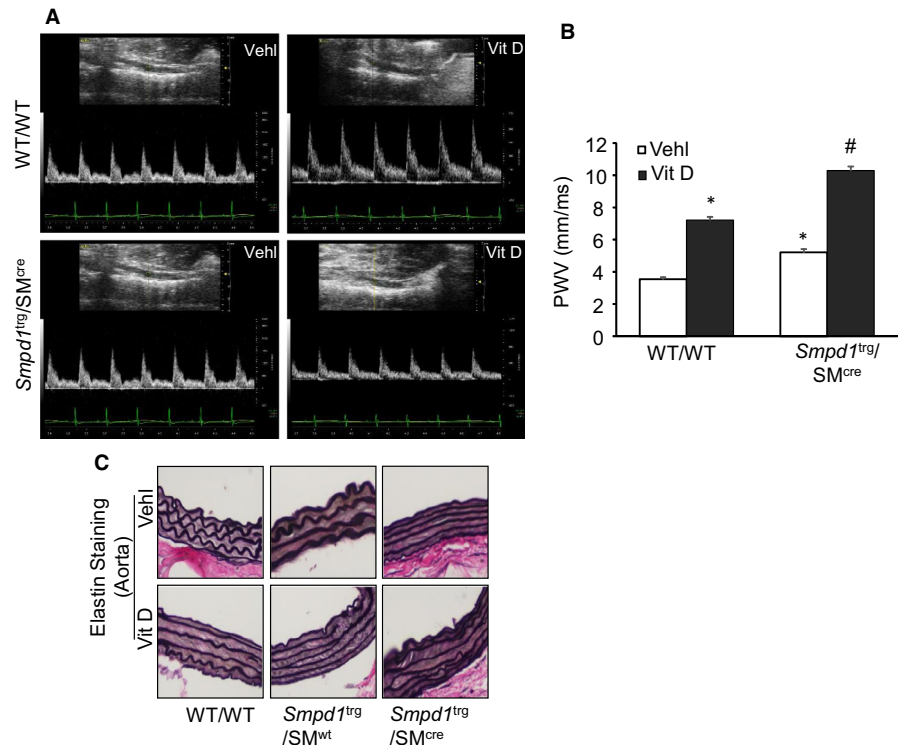 A
Vehl
Vit D
WT/WT
Vehl
Vit D
Smpd1trg/SMcre
B
12
10
8
6
4
2
0
PWV (mm/ms)
Vehl
Vit D
*
*
#
WT/WT
Smpd1trg/
SMcre
C
Elastin Staining
(Aorta)
Vehl
Vit D
WT/WT
Smpd1trg
/SMwt
Smpd1trg
/SMcre